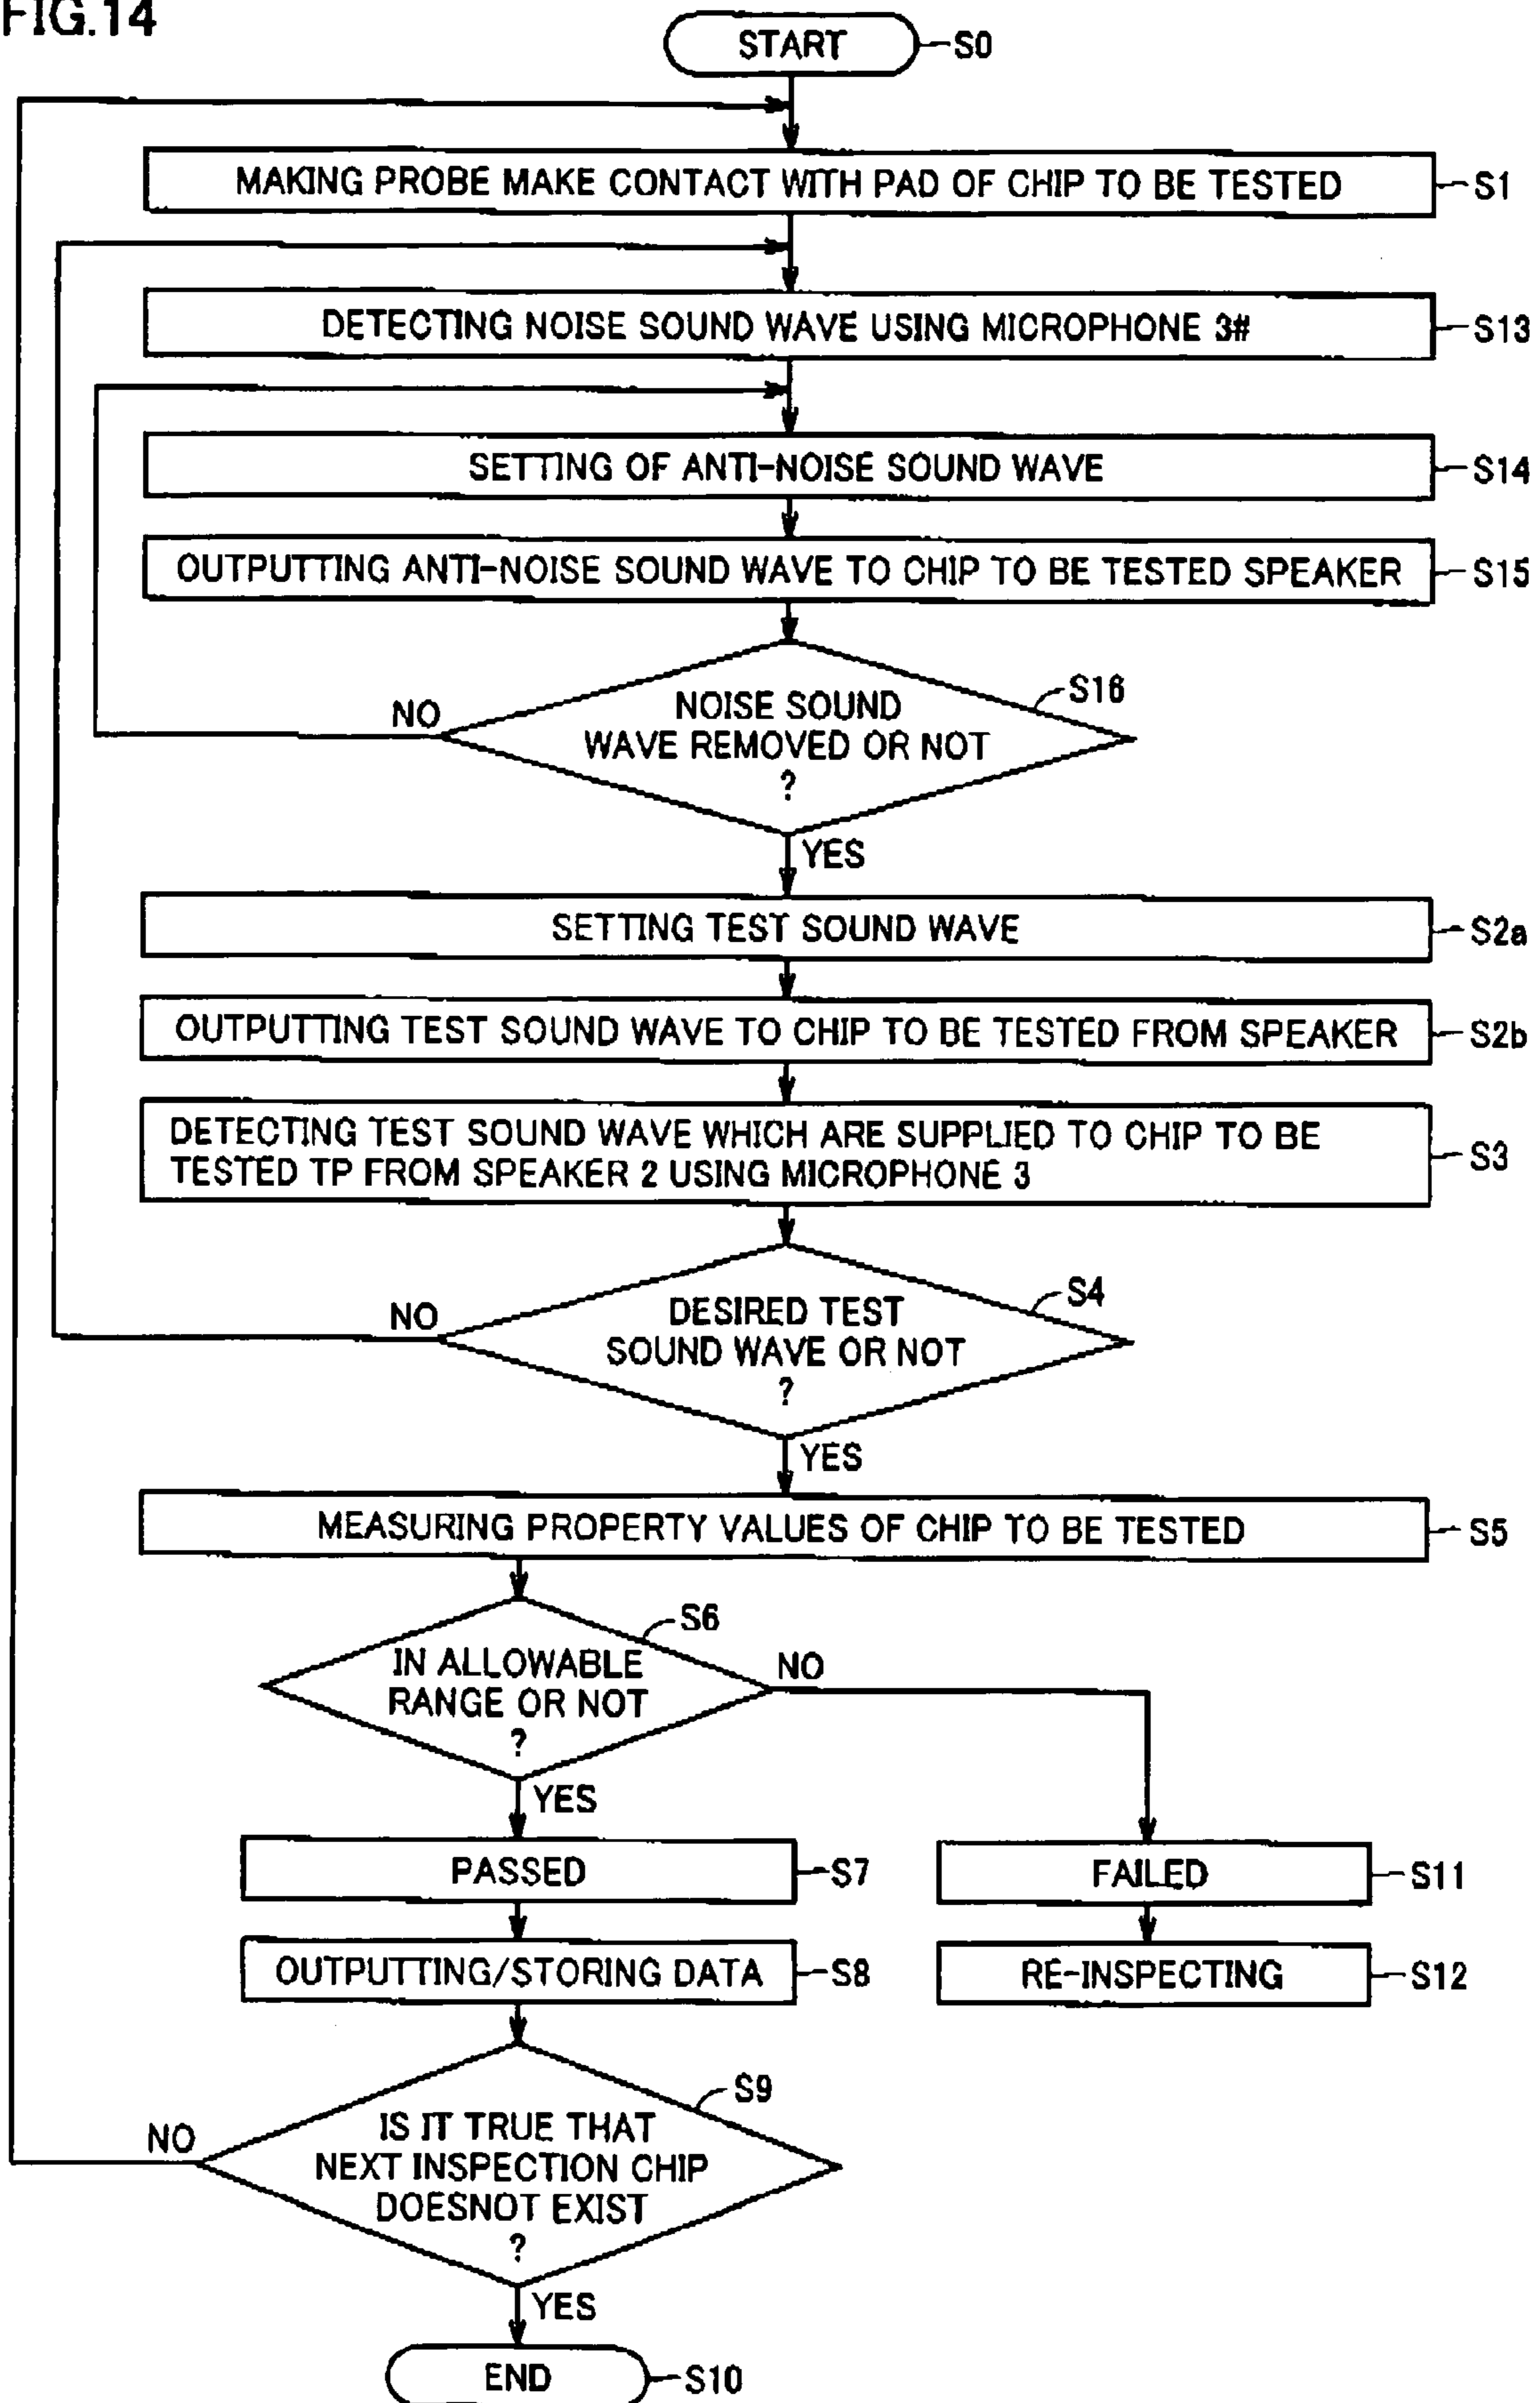 FIG.14
START
S0
MAKING PROBE MAKE CONTACT WITH PAD OF CHIP TO BE TESTED
S1
DETECTING NOISE SOUND WAVE USING MICROPHONE 3#
S13
SETTING OF ANTI-NOISE SOUND WAVE
S14
OUTPUTTING ANTI-NOISE SOUND WAVE TO CHIP TO BE TESTED SPEAKER
S15
S16
NOISE SOUND
WAVE REMOVED OR NOT
?
NO
YES
SETTING TEST SOUND WAVE
S2a
OUTPUTTING TEST SOUND WAVE TO CHIP TO BE TESTED FROM SPEAKER
S2b
DETECTING TEST SOUND WAVE WHICH ARE SUPPLIED TO CHIP TO BE
TESTED TP FROM SPEAKER 2 USING MICROPHONE 3
S3
S4
DESIRED TEST
SOUND WAVE OR NOT
?
NO
YES
MEASURING PROPERTY VALUES OF CHIP TO BE TESTED
S5
S6
IN ALLOWABLE
RANGE OR NOT
?
NO
YES
PASSED
S7
FAILED
S11
OUTPUTTING/STORING DATA
S8
RE-INSPECTING
S12
S9
IS IT TRUE THAT
NEXT INSPECTION CHIP
DOESNOT EXIST
?
NO
YES
END
S10